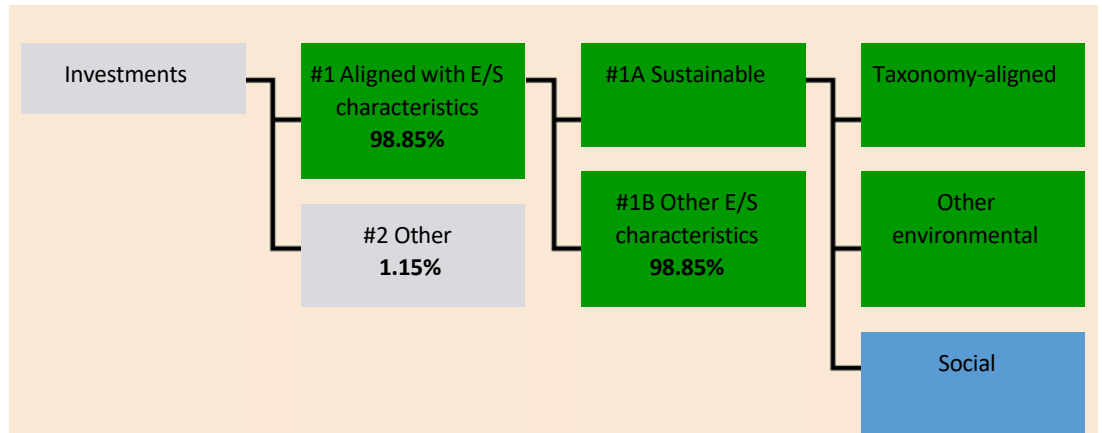 Investments
#1 Aligned with E/S
characteristics
98.85%
#2 Other
1.15%
#1A Sustainable
#1B Other E/S
characteristics
98.85%
Taxonomy-aligned
Other
environmental
Social